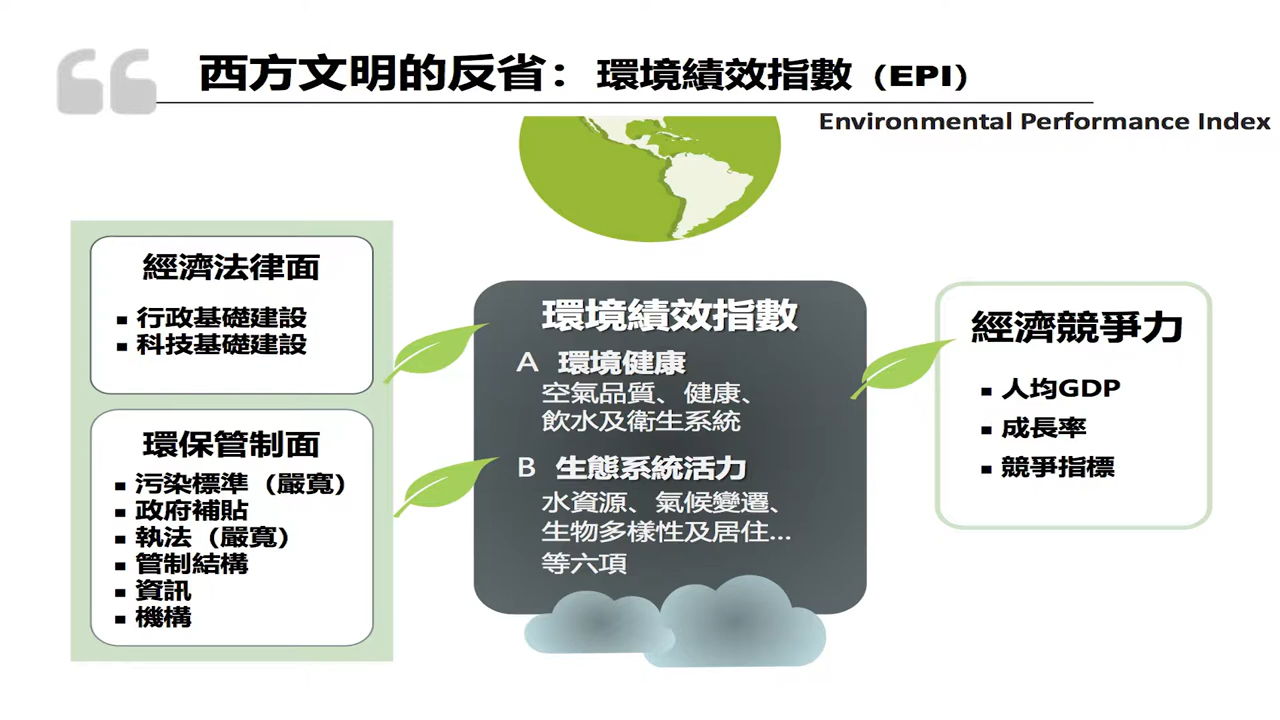 西方文明的反省：環境績效指數（EPI）
Environmental Performance Index
經濟法律面
▪ 行政基礎建設
▪ 科技基礎建設
環保管制面
▪ 污染標準（嚴寬）
▪ 政府補貼
▪ 執法（嚴寬）
▪ 管制結構
▪ 資訊
▪ 機構
環境績效指數
A 環境健康
空氣品質、健康、
飲水及衛生系統
B 生態系統活力
水資源、氣候變遷、
生物多樣性及居住...
等六項
經濟競爭力
▪ 人均GDP
▪ 成長率
▪ 競爭指標